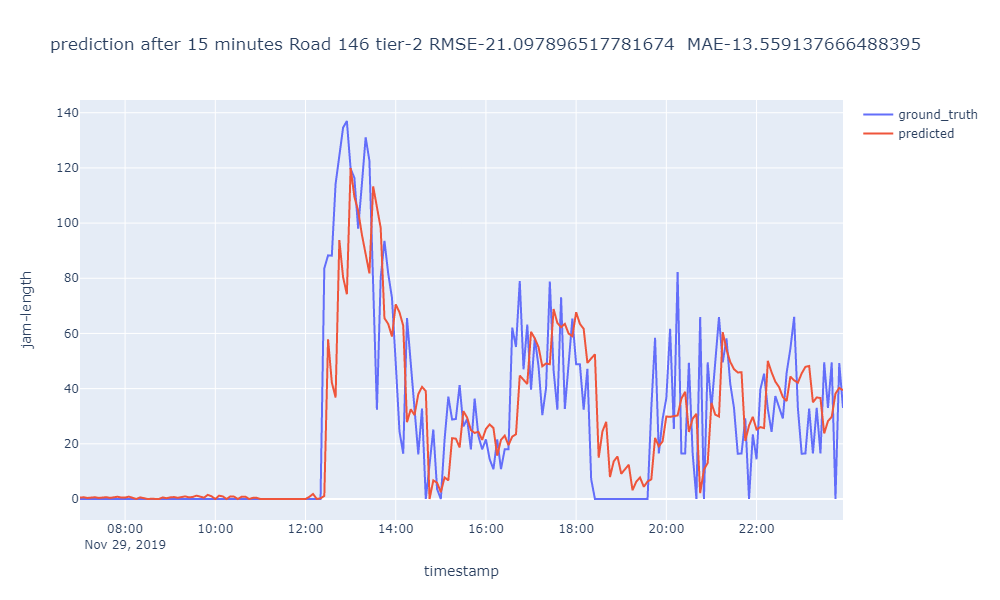 prediction after 15 minutes Road 146 tier-2 RMSE-21.097896517781674  MAE-13.559137666488395
ground_truth
predicted
jam-length
140
120
100
80
60
40
20
0
08:00 10:00 12:00 14:00 16:00 18:00 20:00 22:00
Nov 29, 2019
timestamp